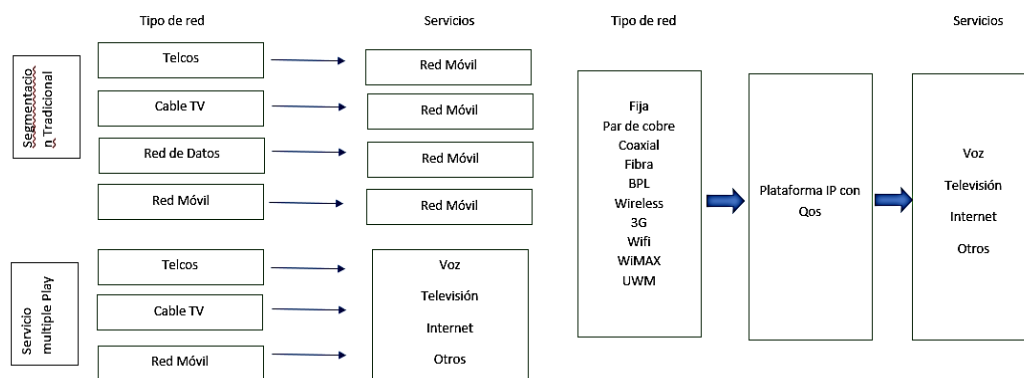 Tipo de red
Servicios
Segmentacio
n Tradicional
Telcos
Red Móvil
Cable TV
Red Móvil
Red de Datos
Red Móvil
Red Móvil
Red Móvil
Servicio
multiple Play
Telcos
Cable TV
Red Móvil
Voz
Televisión
Internet
Otros
Tipo de red
Servicios
Fija
Par de cobre
Coaxial
Fibra
BPL
Wireless
3G
Wifi
WiMAX
UWM
Plataforma IP con
Qos
Voz
Televisión
Internet
Otros